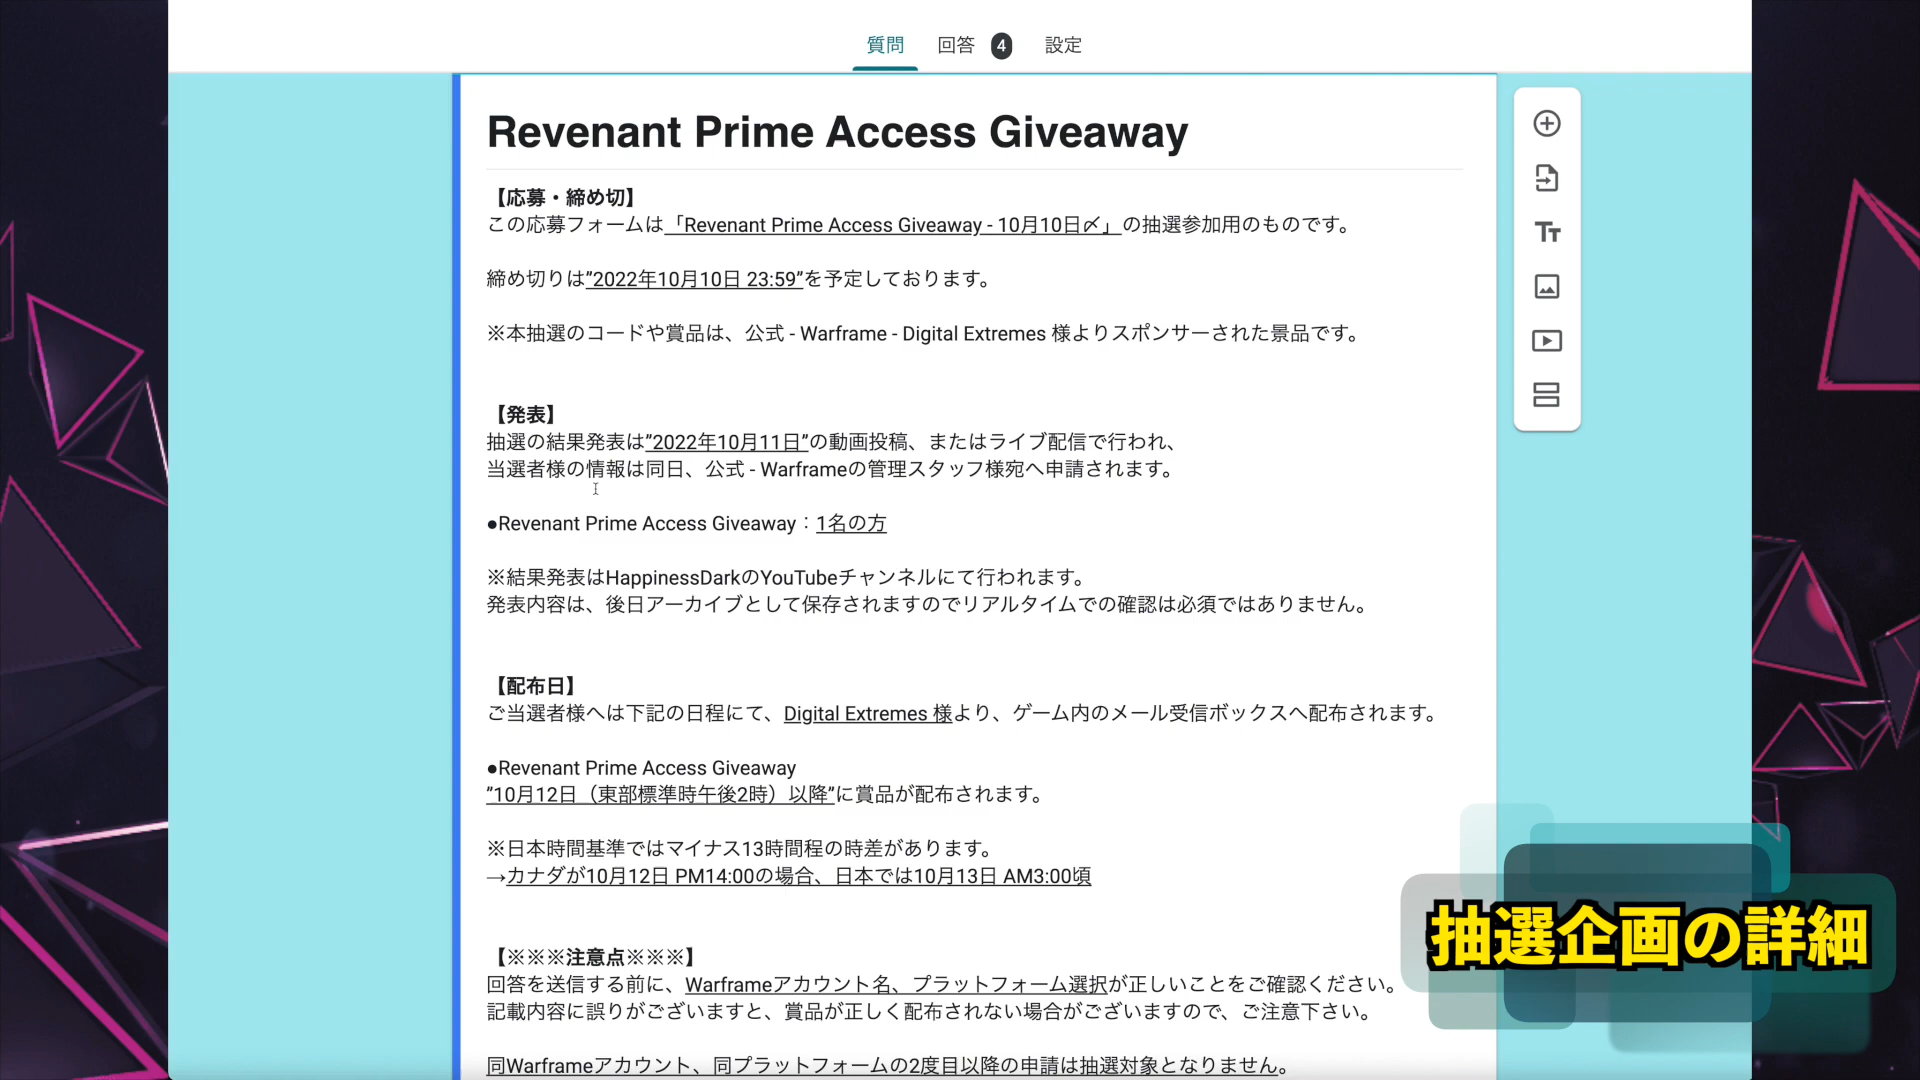 質問 回答 4 設定
Revenant Prime Access Giveaway
【応募・締め切】
この応募フォームは「Revenant Prime Access Giveaway - 10月10日〆」の抽選参加用のものです。
締め切りは”2022年10月10日 23:59”を予定しております。
※本抽選のコードや賞品は、公式 - Warframe - Digital Extremes 様よりスポンサーされた景品です。
【発表】
抽選の結果発表は”2022年10月11日”の動画投稿、またはライブ配信で行われ、
当選者様の情報は同日、公式 - Warframeの管理スタッフ様宛へ申請されます。
●Revenant Prime Access Giveaway：1名の方
※結果発表はHappinessDarkのYouTubeチャンネルにて行われます。
発表内容は、後日アーカイブとして保存されますのでリアルタイムでの確認は必須ではありません。
【配布日】
ご当選者様へは下記の日程にて、Digital Extremes 様より、ゲーム内のメール受信ボックスへ配布されます。
●Revenant Prime Access Giveaway
”10月12日（東部標準時午後2時）以降”に賞品が配布されます。
※日本時間基準ではマイナス13時間程の時差があります。
→カナダが10月12日 PM14:00の場合、日本では10月13日 AM3:00頃
【※※※注意点※※※】
回答を送信する前に、Warframeアカウント名、プラットフォーム選択が正しいことをご確認ください。
記載内容に誤りがございますと、賞品が正しく配布されない場合がございますので、ご注意下さい。
同Warframeアカウント、同プラットフォームの2度目以降の申請は抽選対象となりません。
抽選企画の詳細